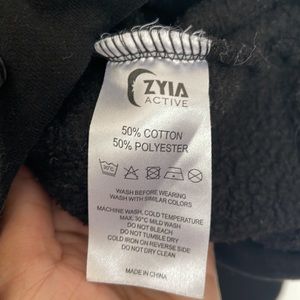 ZYIA
ACTIVE
50% COTTON
50% POLYESTER
30°C
WASH BEFORE WEARING
WASH WITH SIMILAR COLORS
MACHINE WASH, COLD TEMPERATURE
MAX. 30°C MILD WASH
DO NOT BLEACH
DO NOT TUMBLE DRY
COLD IRON ON REVERSE SIDE
DO NOT DRY CLEAN
MADE IN CHINA